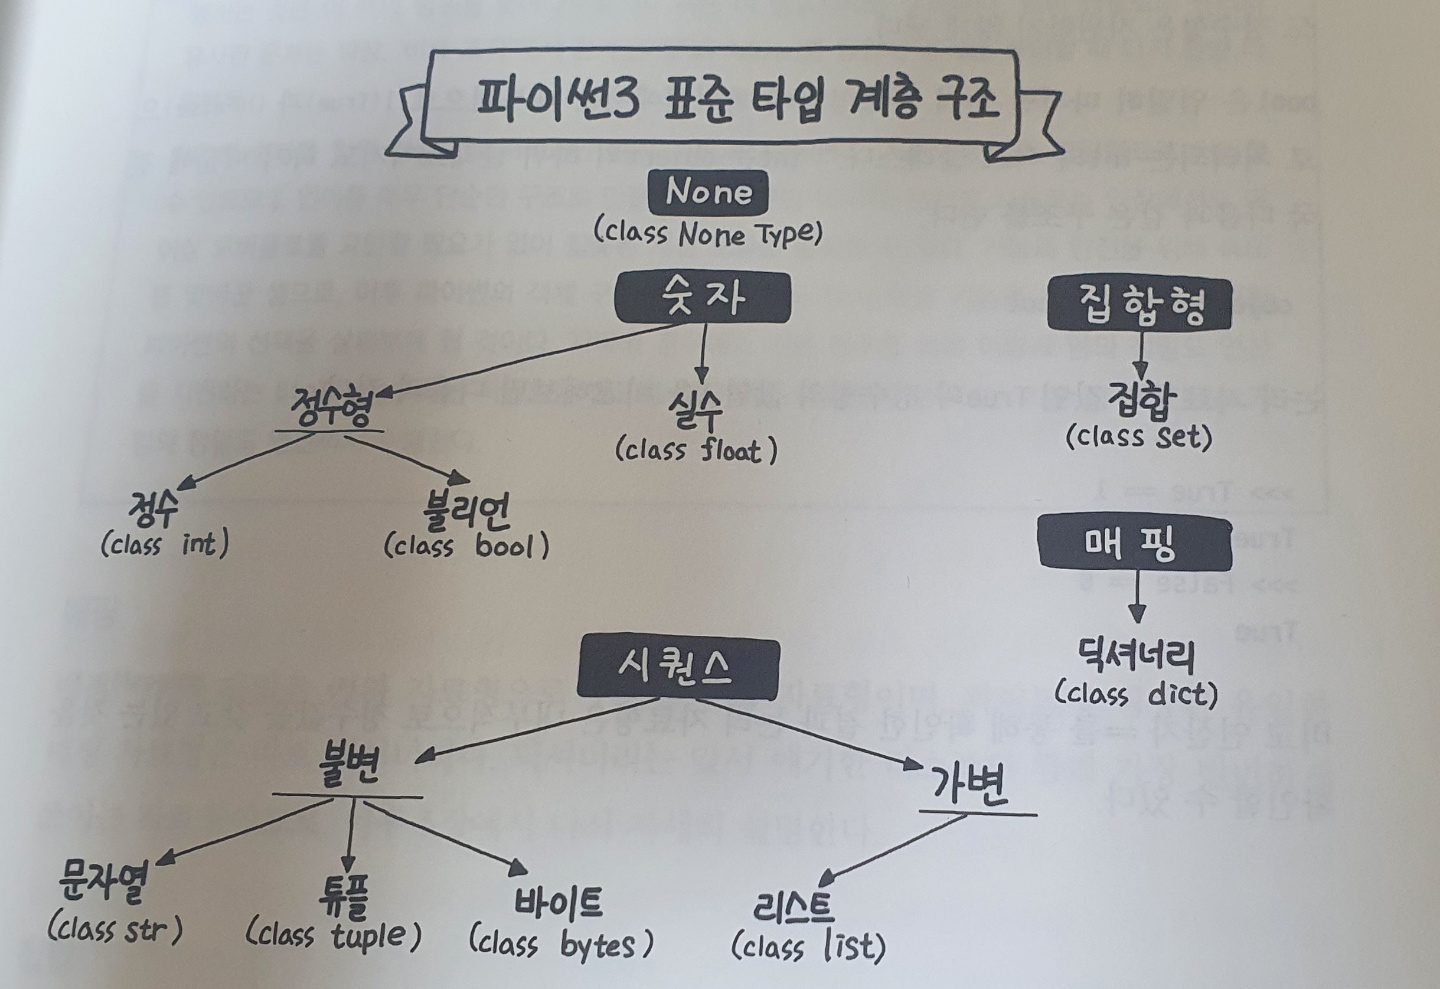 파이썬3 표준 타입 계층 구조
None
(class None Type)
숫자
집합형
정수형
실수
(class float)
집합
(class set)
정수
(class int)
불리언
(class bool)
매핑
딕셔너리
(class dict)
시퀀스
불변
가변
문자열
(class str)
튜플
(class tuple)
바이트
(class bytes)
리스트
(class list)